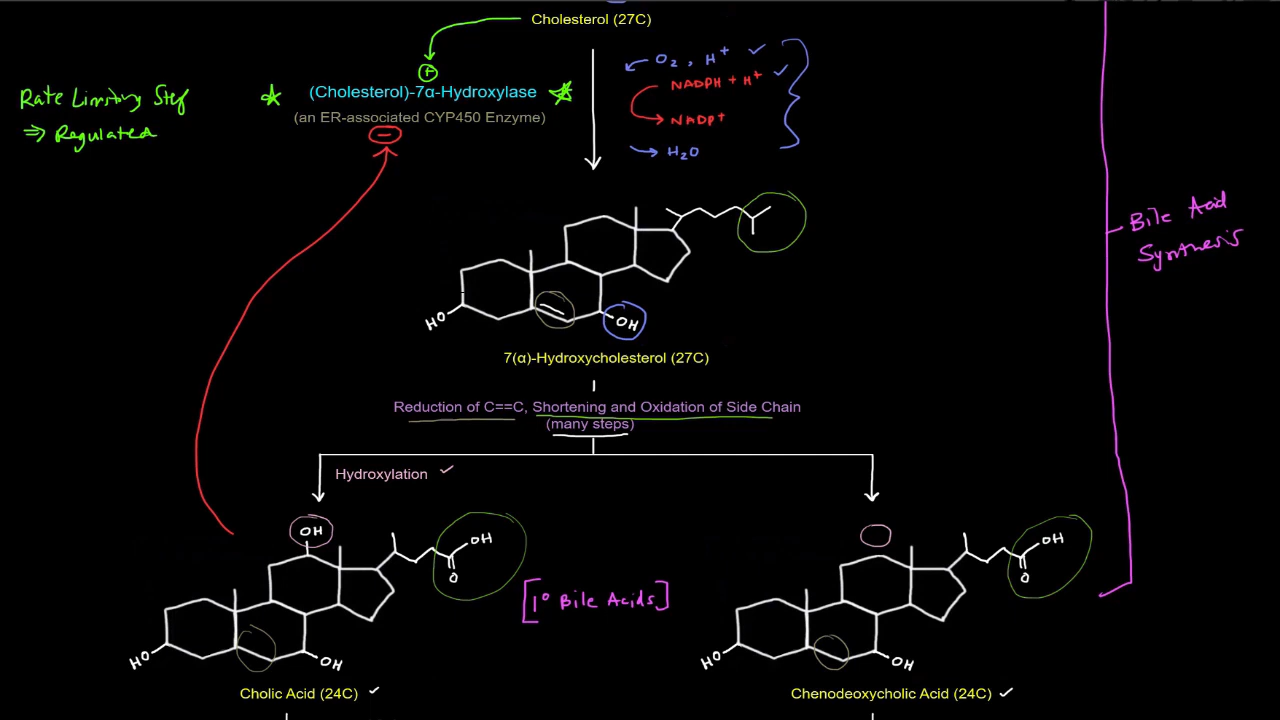 Cholesterol (27C)
O2, H+
NADPH + H+
NADP+
H2O
Rate Limiting Step
⇒ Regulated
+
(Cholesterol)-7α-Hydroxylase
(an ER-associated CYP450 Enzyme)
−
Bile Acid
Synthesis
HO
OH
7(α)-Hydroxycholesterol (27C)
Reduction of C==C, Shortening and Oxidation of Side Chain
(many steps)
Hydroxylation
OH
OH
O
HO
OH
Cholic Acid (24C)
[1° Bile Acids]
OH
O
HO
OH
Chenodeoxycholic Acid (24C)